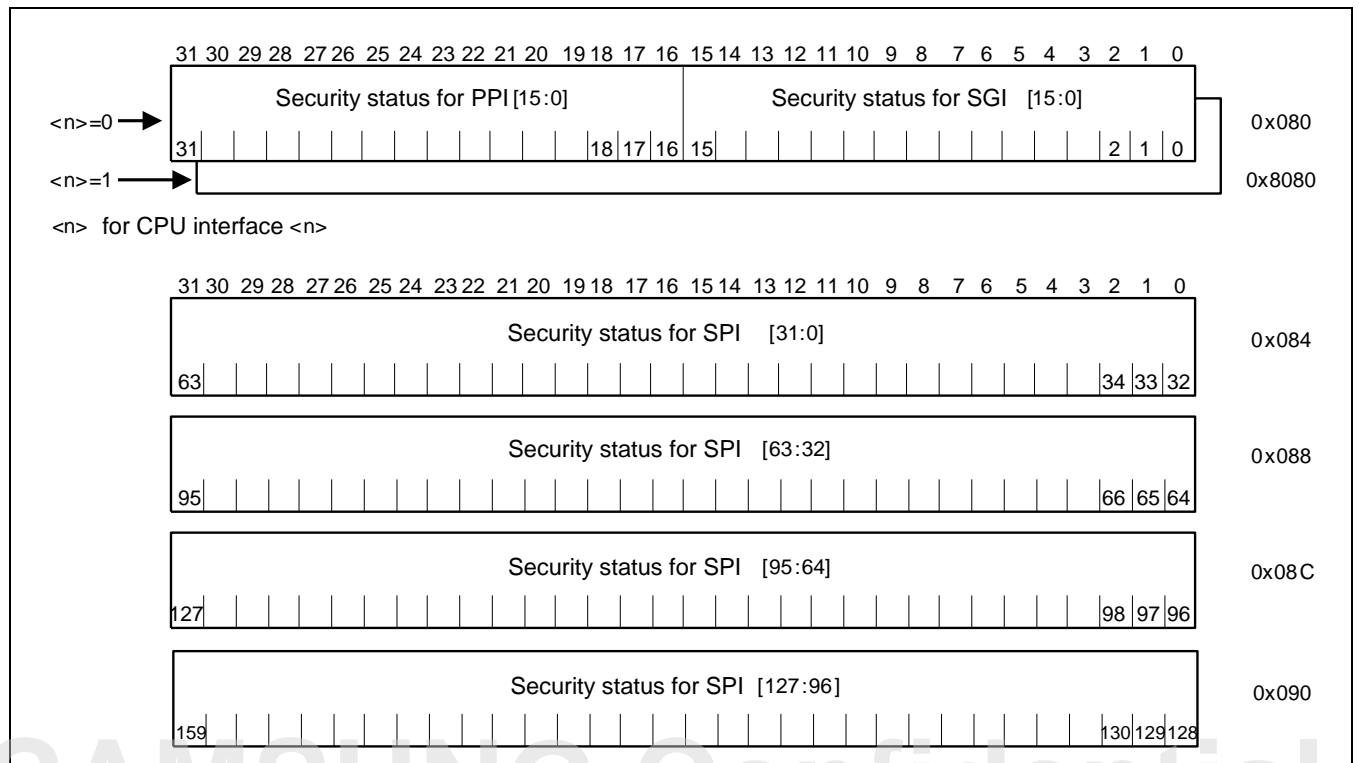 31 30 29 28 27 26 25 24 23 22 21 20 19 18 17 16 15 14 13 12 11 10 9 8 7 6 5 4 3 2 1 0
Security status for PPI [15:0] Security status for SGI [15:0]
<n>=0 0x080
31 18 17 16 15 2 1 0
<n>=1 0x8080
<n> for CPU interface <n>
31 30 29 28 27 26 25 24 23 22 21 20 19 18 17 16 15 14 13 12 11 10 9 8 7 6 5 4 3 2 1 0
Security status for SPI [31:0] 0x084
63 34 33 32
Security status for SPI [63:32] 0x088
95 66 65 64
Security status for SPI [95:64] 0x08C
127 98 97 96
Security status for SPI [127:96] 0x090
159 130 129 128
SAMSUNG Confidential